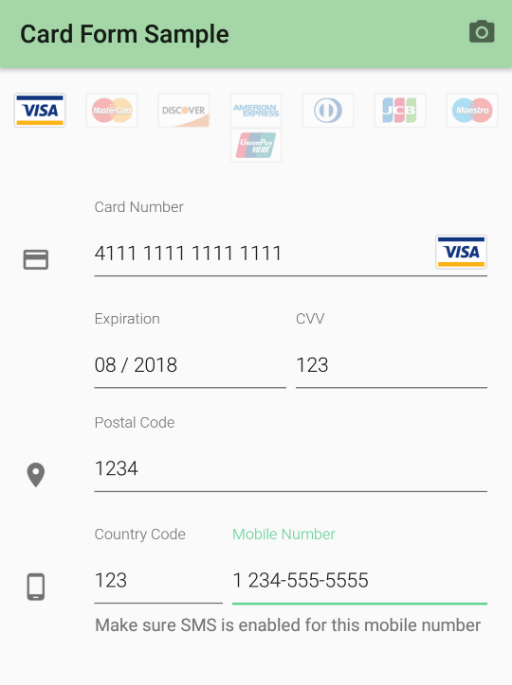 Card Form Sample
VISA MasterCard DISCOVER AMERICAN EXPRESS JCB Maestro
UnionPay 银联
Card Number
4111 1111 1111 1111 VISA
Expiration CVV
08 / 2018 123
Postal Code
1234
Country Code Mobile Number
123 1 234-555-5555
Make sure SMS is enabled for this mobile number